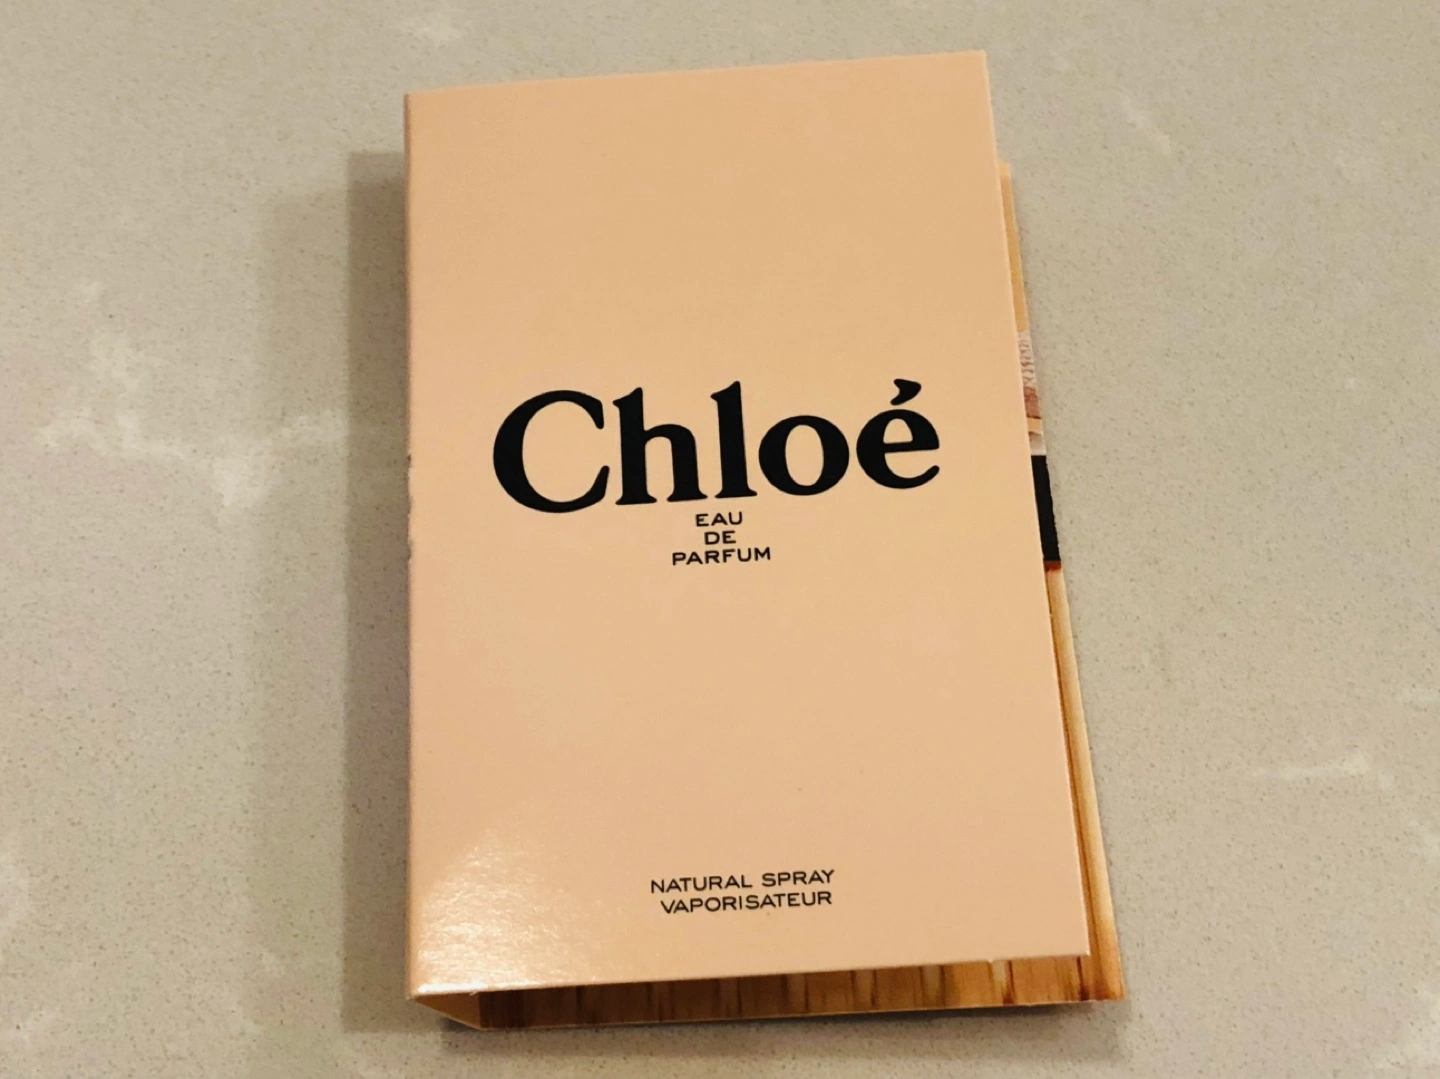 Chloé
EAU
DE
PARFUM
NATURAL SPRAY
VAPORISATEUR